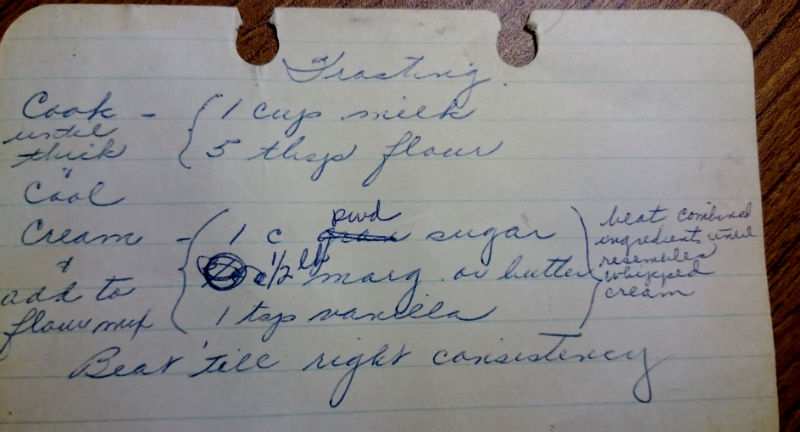 Frosting
Cook - { 1 cup milk
until
thick { 5 tbsps flour
"
Cool
pwd
Cream - { 1 c gran sugar
& 1/2 lb marg. or butter
add to
flour mix { 1 tsp vanilla
beat combined
ingredients until
resembles
whipped
cream
Beat 'till right consistency